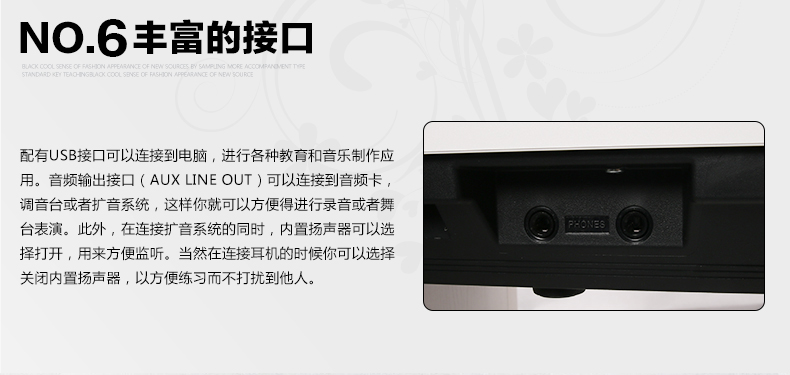 NO.6丰富的接口
BLACK COOL SENSE OF FASHION APPEARANCE OF NEW SOURCES, BY SAMPLING MORE ACCOMPANIMENT TYPE
STANDARD KEY TEACHINGBLACK COOL SENSE OF FASHION APPEARANCE OF NEW SOURCE
配有USB接口可以连接到电脑，进行各种教育和音乐制作应
用。音频输出接口（AUX LINE OUT）可以连接到音频卡，
调音台或者扩音系统，这样你就可以方便得进行录音或者舞
台表演。此外，在连接扩音系统的同时，内置扬声器可以选
择打开，用来方便监听。当然在连接耳机的时候你可以选择
关闭内置扬声器，以方便练习而不打扰到他人。
PHONES